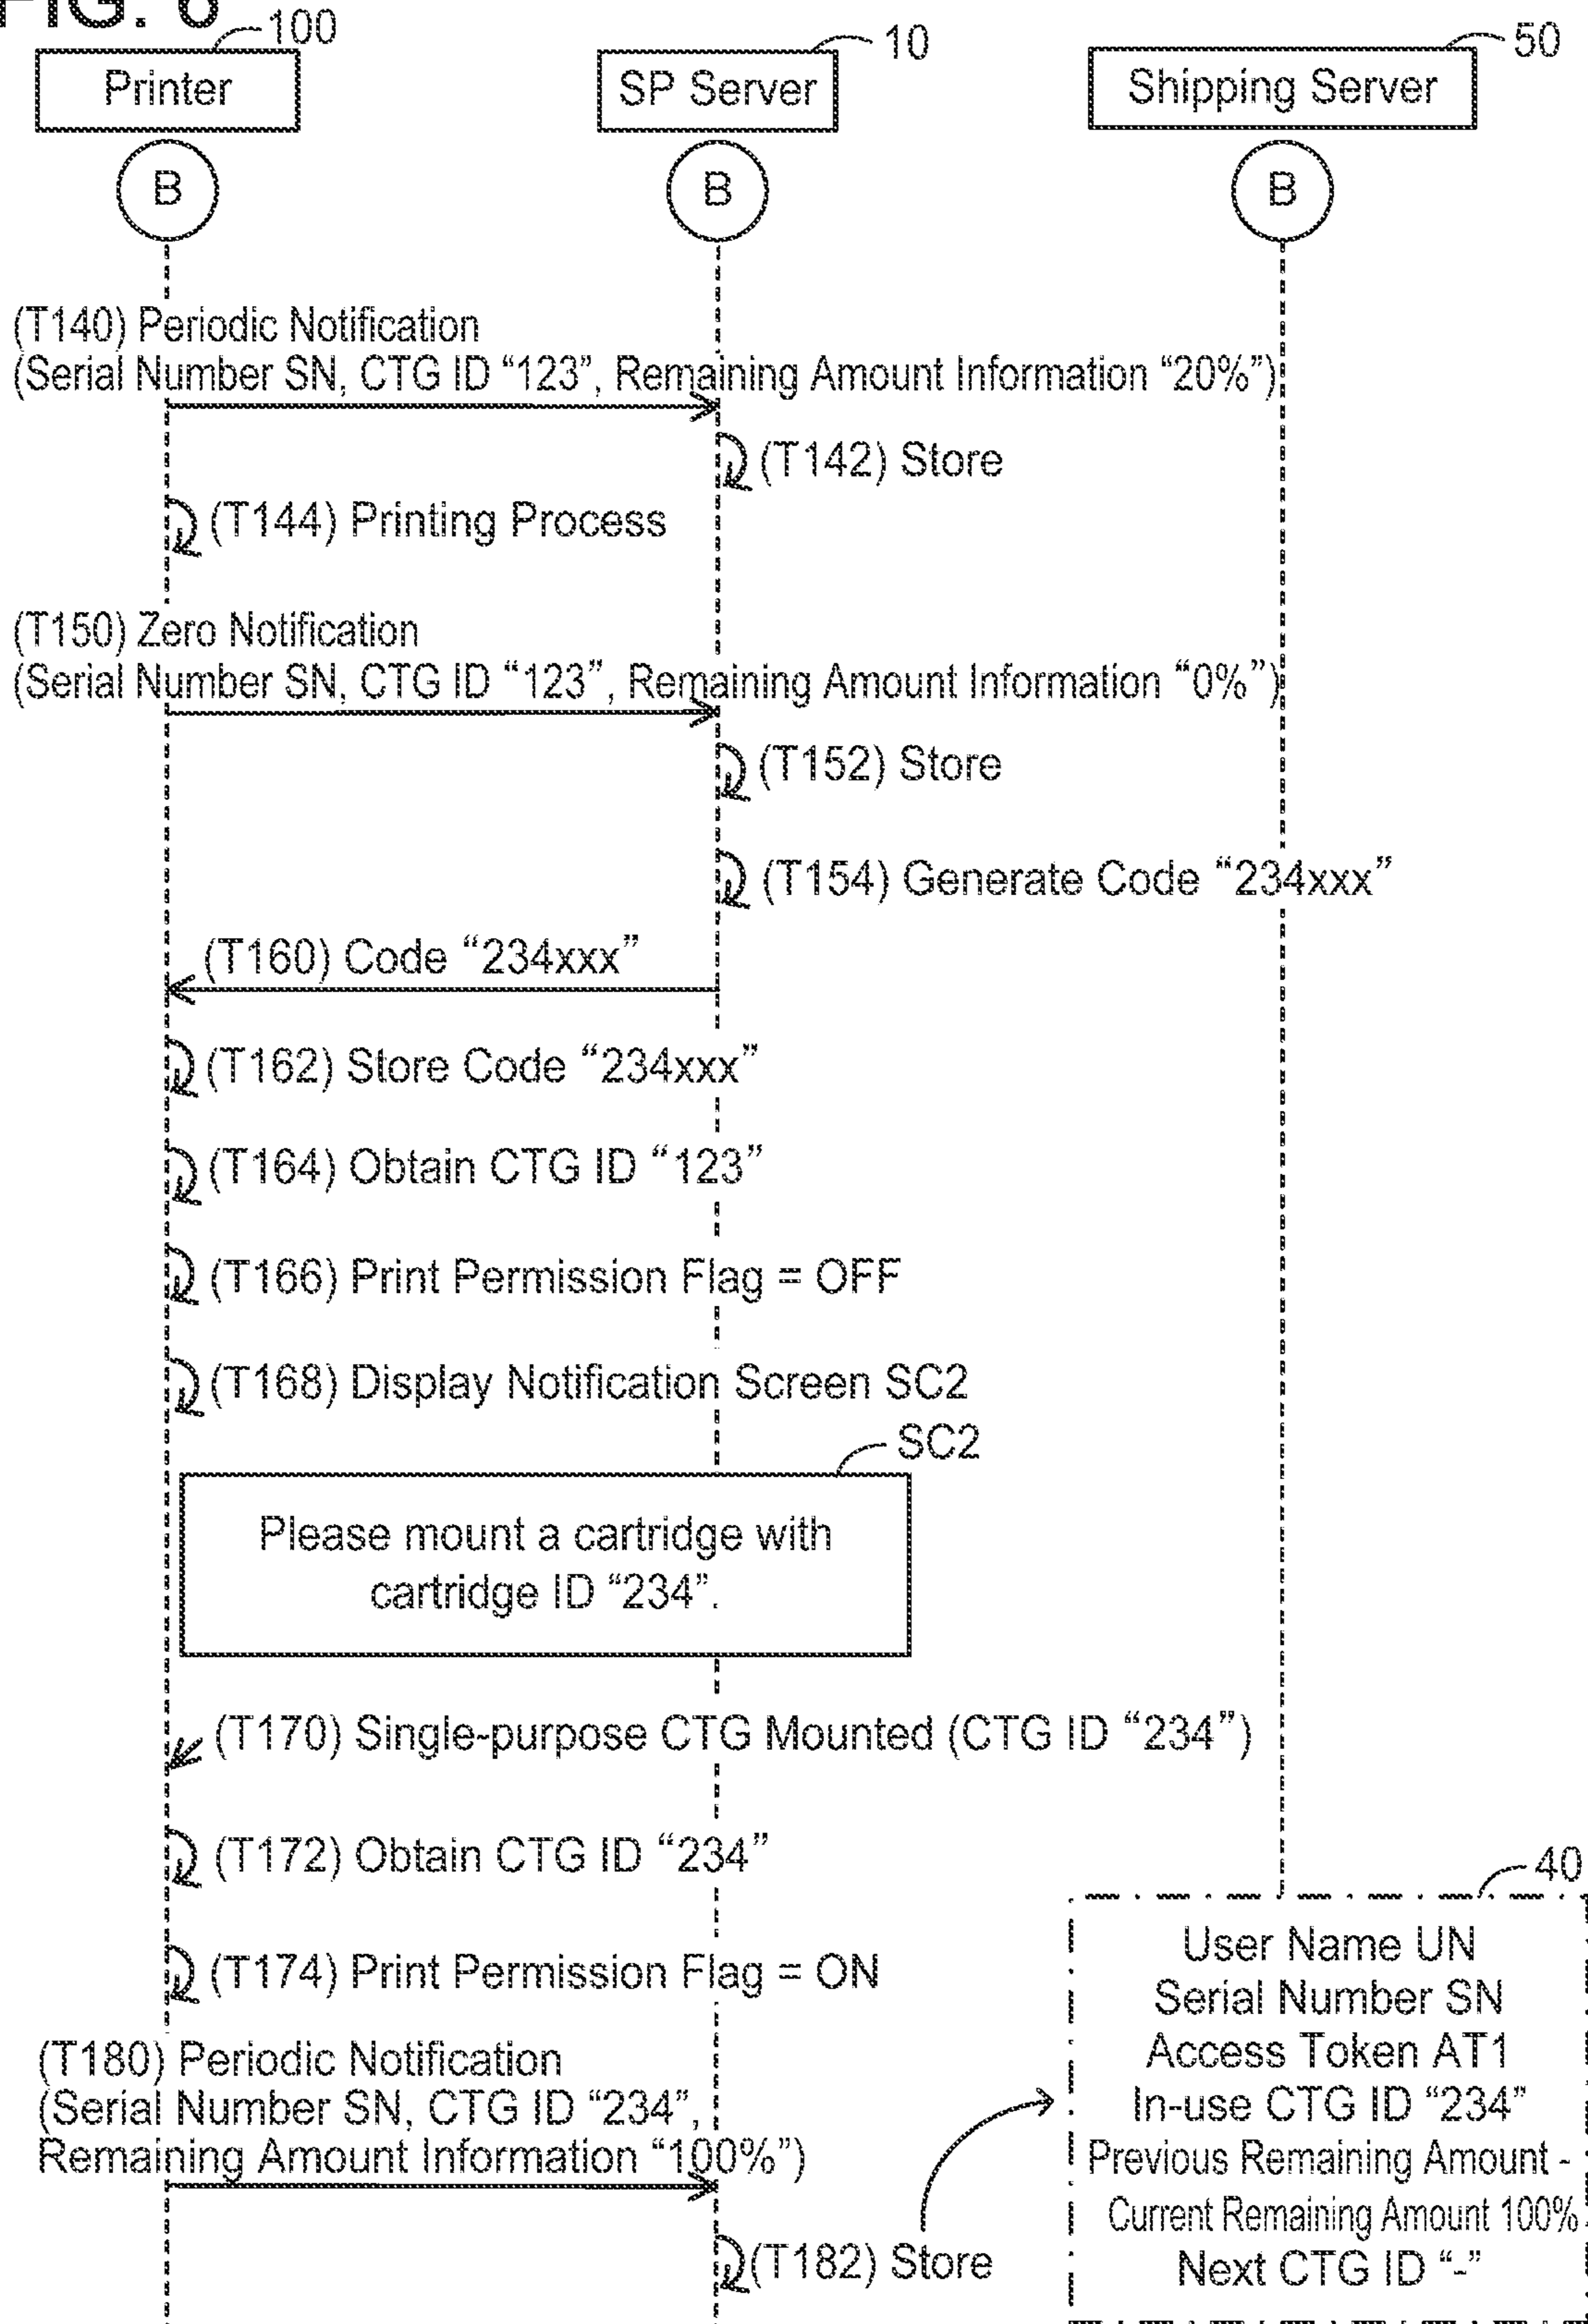 FIG. 8
100
10
50
Printer
SP Server
Shipping Server
B
B
B
(T140) Periodic Notification
(Serial Number SN, CTG ID “123”, Remaining Amount Information “20%”)
(T142) Store
(T144) Printing Process
(T150) Zero Notification
(Serial Number SN, CTG ID “123”, Remaining Amount Information “0%”)
(T152) Store
(T154) Generate Code “234xxx”
(T160) Code “234xxx”
(T162) Store Code “234xxx”
(T164) Obtain CTG ID “123”
(T166) Print Permission Flag = OFF
(T168) Display Notification Screen SC2
SC2
Please mount a cartridge with
cartridge ID “234”.
(T170) Single-purpose CTG Mounted (CTG ID “234”)
(T172) Obtain CTG ID “234”
(T174) Print Permission Flag = ON
(T180) Periodic Notification
(Serial Number SN, CTG ID “234”,
Remaining Amount Information “100%”)
(T182) Store
40
User Name UN
Serial Number SN
Access Token AT1
In-use CTG ID “234”
Previous Remaining Amount -
Current Remaining Amount 100%
Next CTG ID “-”